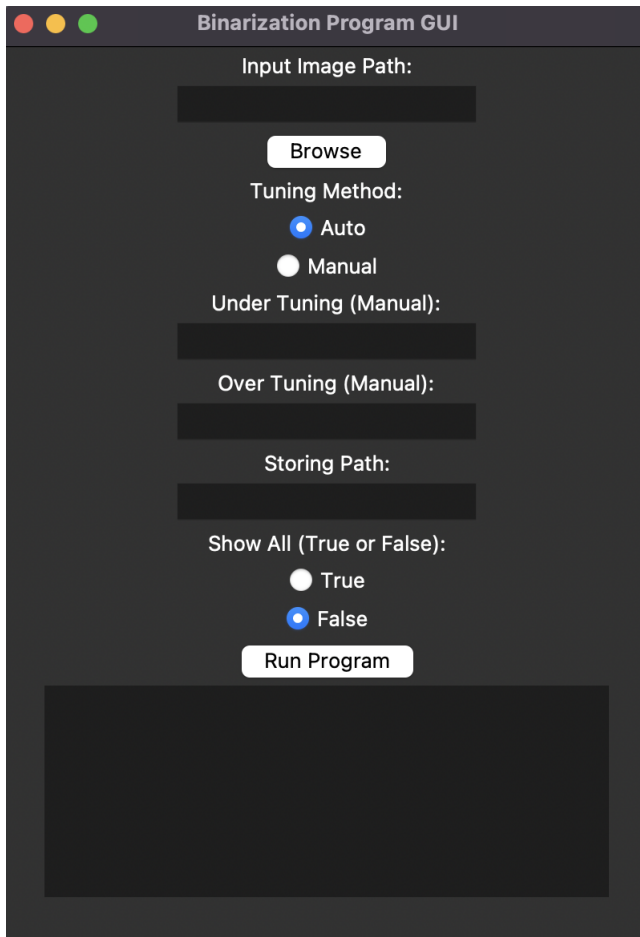 Binarization Program GUI
Input Image Path:
Browse
Tuning Method:
Auto
Manual
Under Tuning (Manual):
Over Tuning (Manual):
Storing Path:
Show All (True or False):
True
False
Run Program